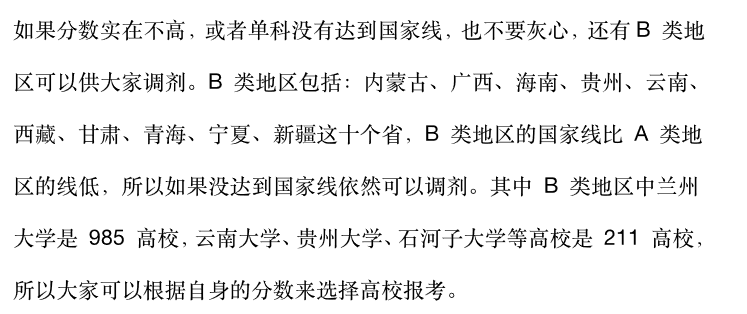 如果分数实在不高，或者单科没有达到国家线，也不要灰心，还有 B 类地
区可以供大家调剂。B 类地区包括：内蒙古、广西、海南、贵州、云南、
西藏、甘肃、青海、宁夏、新疆这十个省，B 类地区的国家线比 A 类地
区的线低，所以如果没达到国家线依然可以调剂。其中 B 类地区中兰州
大学是 985 高校，云南大学、贵州大学、石河子大学等高校是 211 高校，
所以大家可以根据自身的分数来选择高校报考。